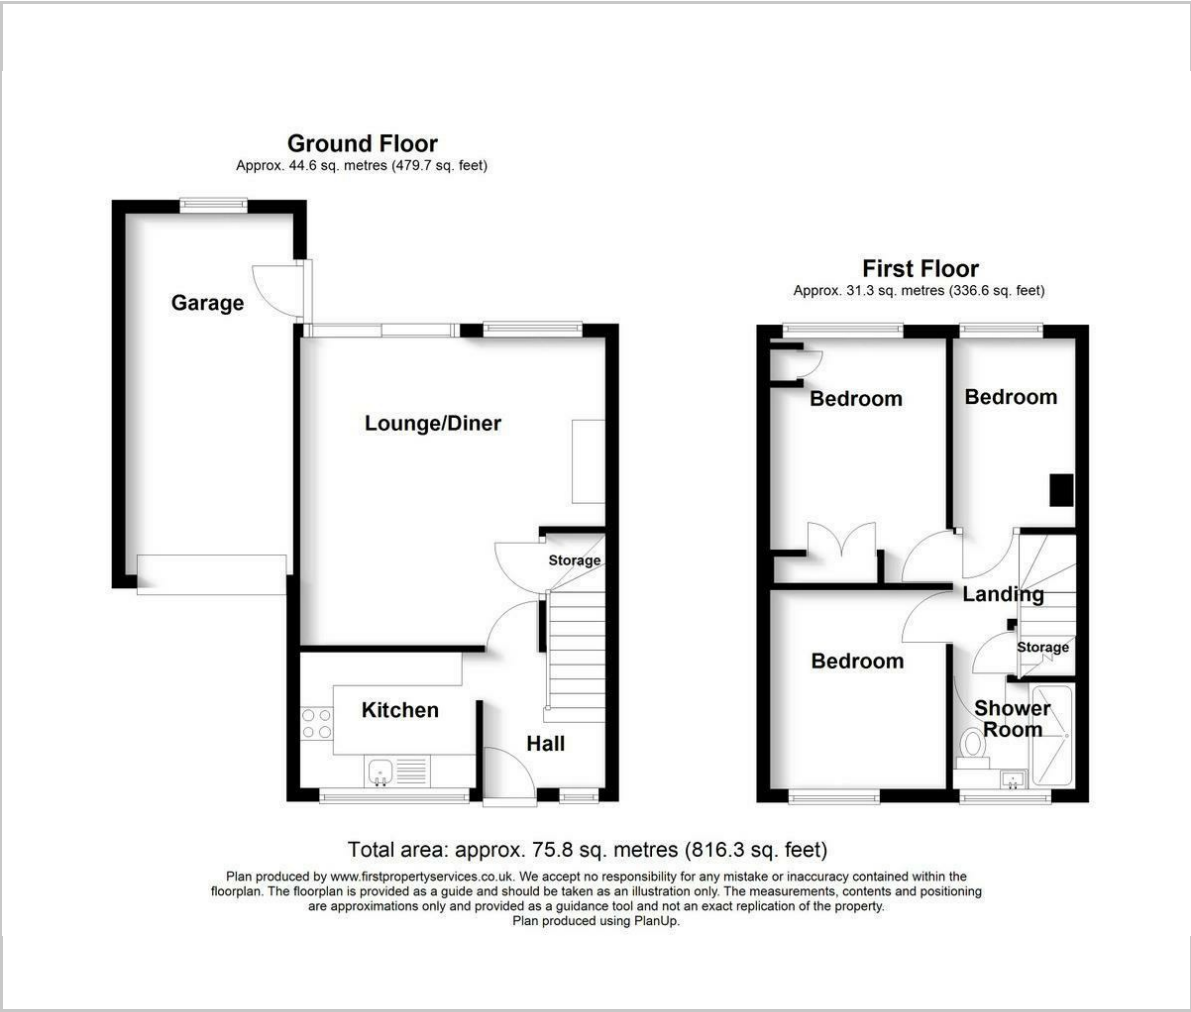 Ground Floor
Approx. 44.6 sq. metres (479.7 sq. feet)
Garage
Lounge/Diner
Storage
Kitchen
Hall
First Floor
Approx. 31.3 sq. metres (336.6 sq. feet)
Bedroom
Bedroom
Landing
Storage
Bedroom
Shower
Room
Total area: approx. 75.8 sq. metres (816.3 sq. feet)
Plan produced by www.firstpropertyservices.co.uk. We accept no responsibility for any mistake or inaccuracy contained within the
floorplan. The floorplan is provided as a guide and should be taken as an illustration only. The measurements, contents and positioning
are approximations only and provided as a guidance tool and not an exact replication of the property.
Plan produced using PlanUp.